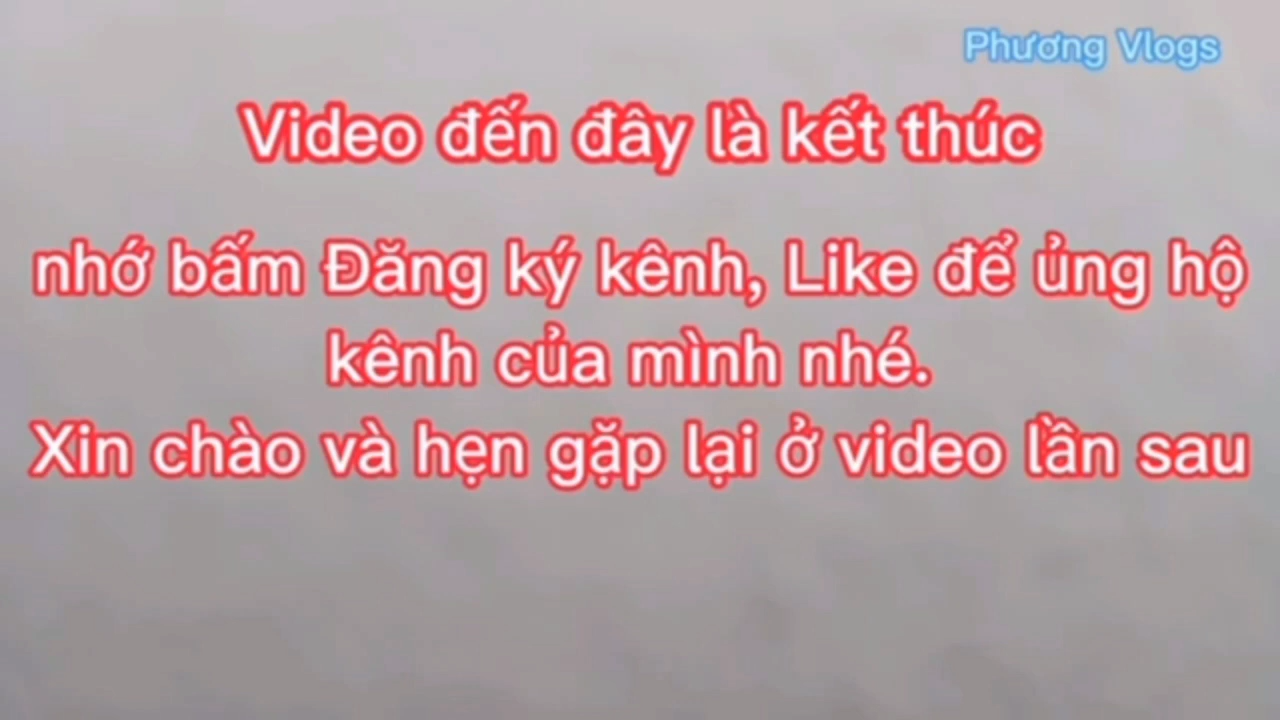 Phương Vlogs
Video đến đây là kết thúc
nhớ bấm Đăng ký kênh, Like để ủng hộ
kênh của mình nhé.
Xin chào và hẹn gặp lại ở video lần sau